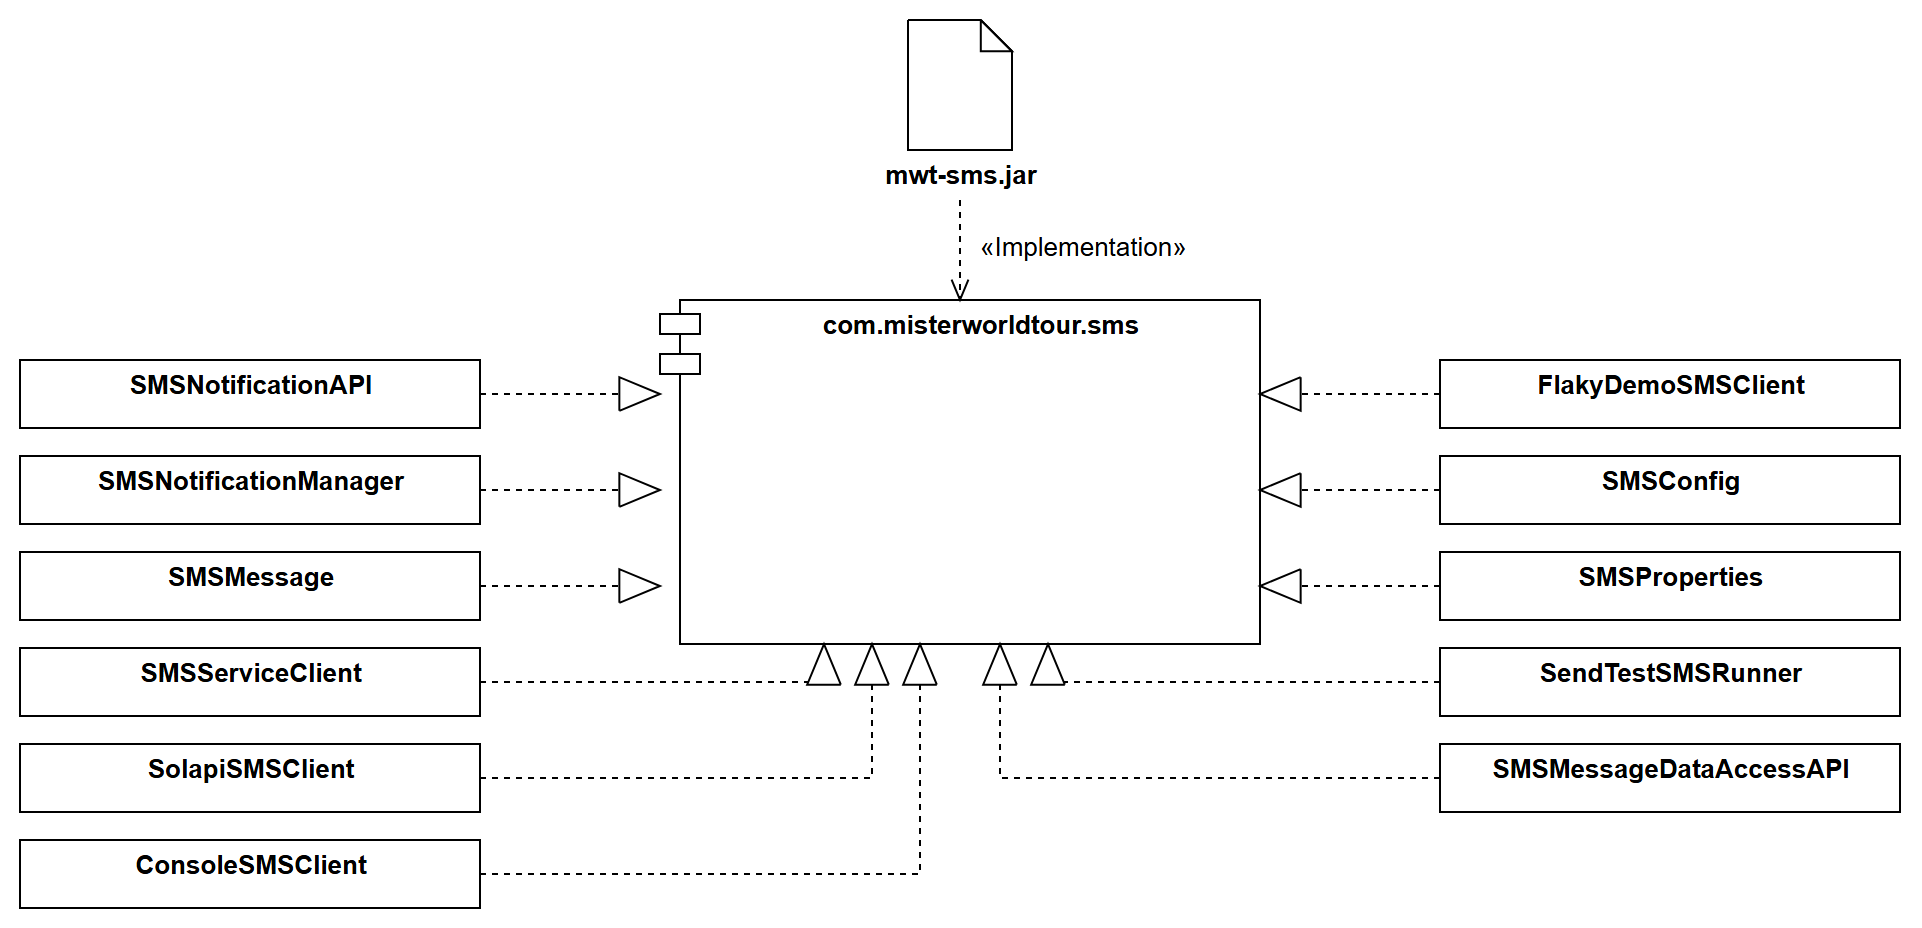 mwt-sms.jar
«Implementation»
com.misterworldtour.sms
SMSNotificationAPI
SMSNotificationManager
SMSMessage
SMSServiceClient
SolapiSMSClient
ConsoleSMSClient
FlakyDemoSMSClient
SMSConfig
SMSProperties
SendTestSMSRunner
SMSMessageDataAccessAPI